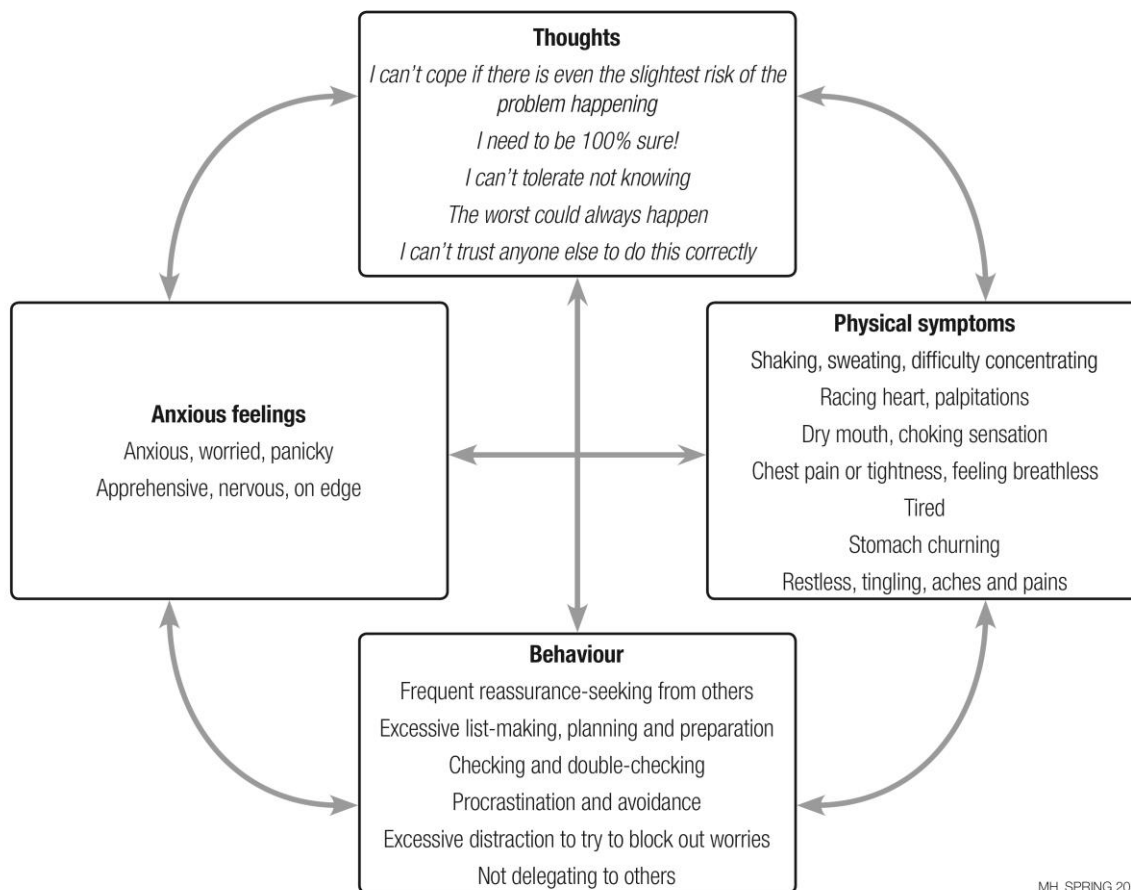 Thoughts
I can't cope if there is even the slightest risk of the
problem happening
I need to be 100% sure!
I can't tolerate not knowing
The worst could always happen
I can't trust anyone else to do this correctly
Anxious feelings
Anxious, worried, panicky
Apprehensive, nervous, on edge
Physical symptoms
Shaking, sweating, difficulty concentrating
Racing heart, palpitations
Dry mouth, choking sensation
Chest pain or tightness, feeling breathless
Tired
Stomach churning
Restless, tingling, aches and pains
Behaviour
Frequent reassurance-seeking from others
Excessive list-making, planning and preparation
Checking and double-checking
Procrastination and avoidance
Excessive distraction to try to block out worries
Not delegating to others
MH, SPRING